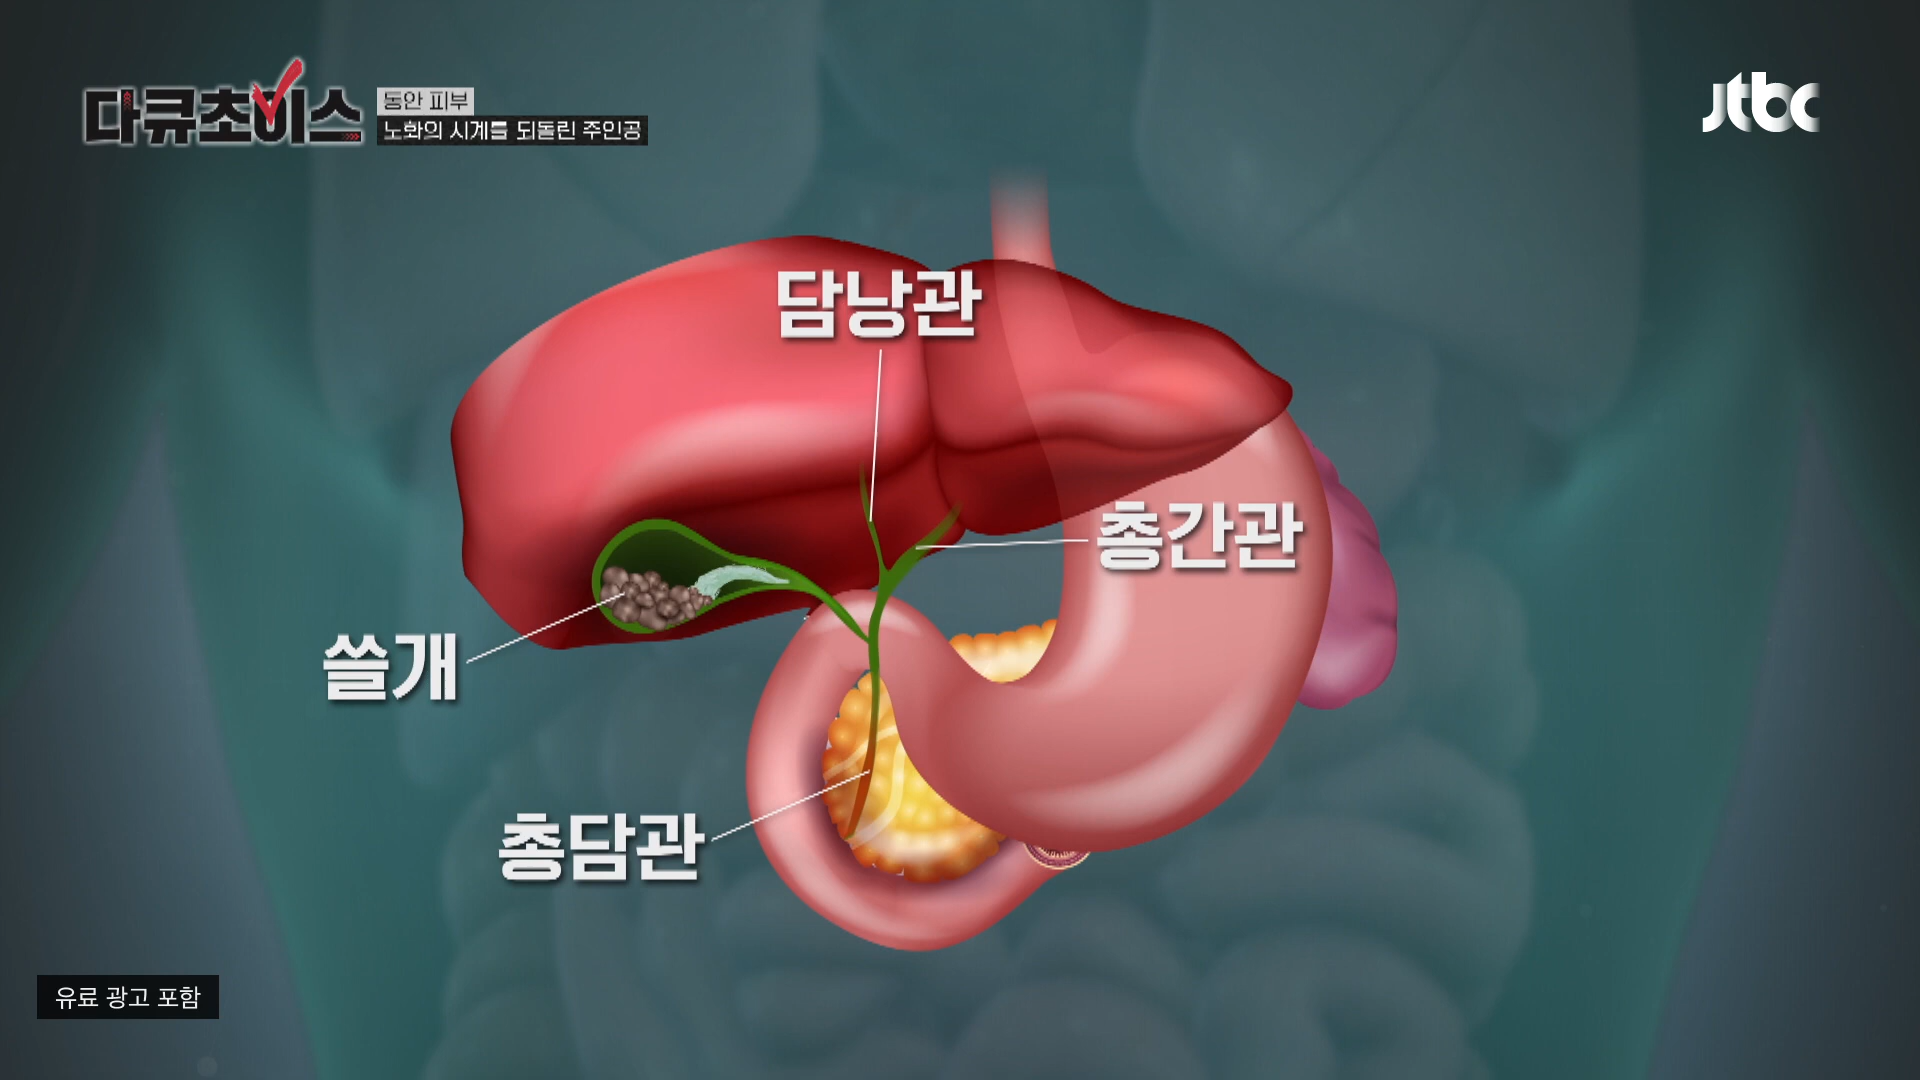 다큐초이스
동안 피부
노화의 시계를 되돌린 주인공
jtbc
담낭관
총간관
쓸개
총담관
유료 광고 포함